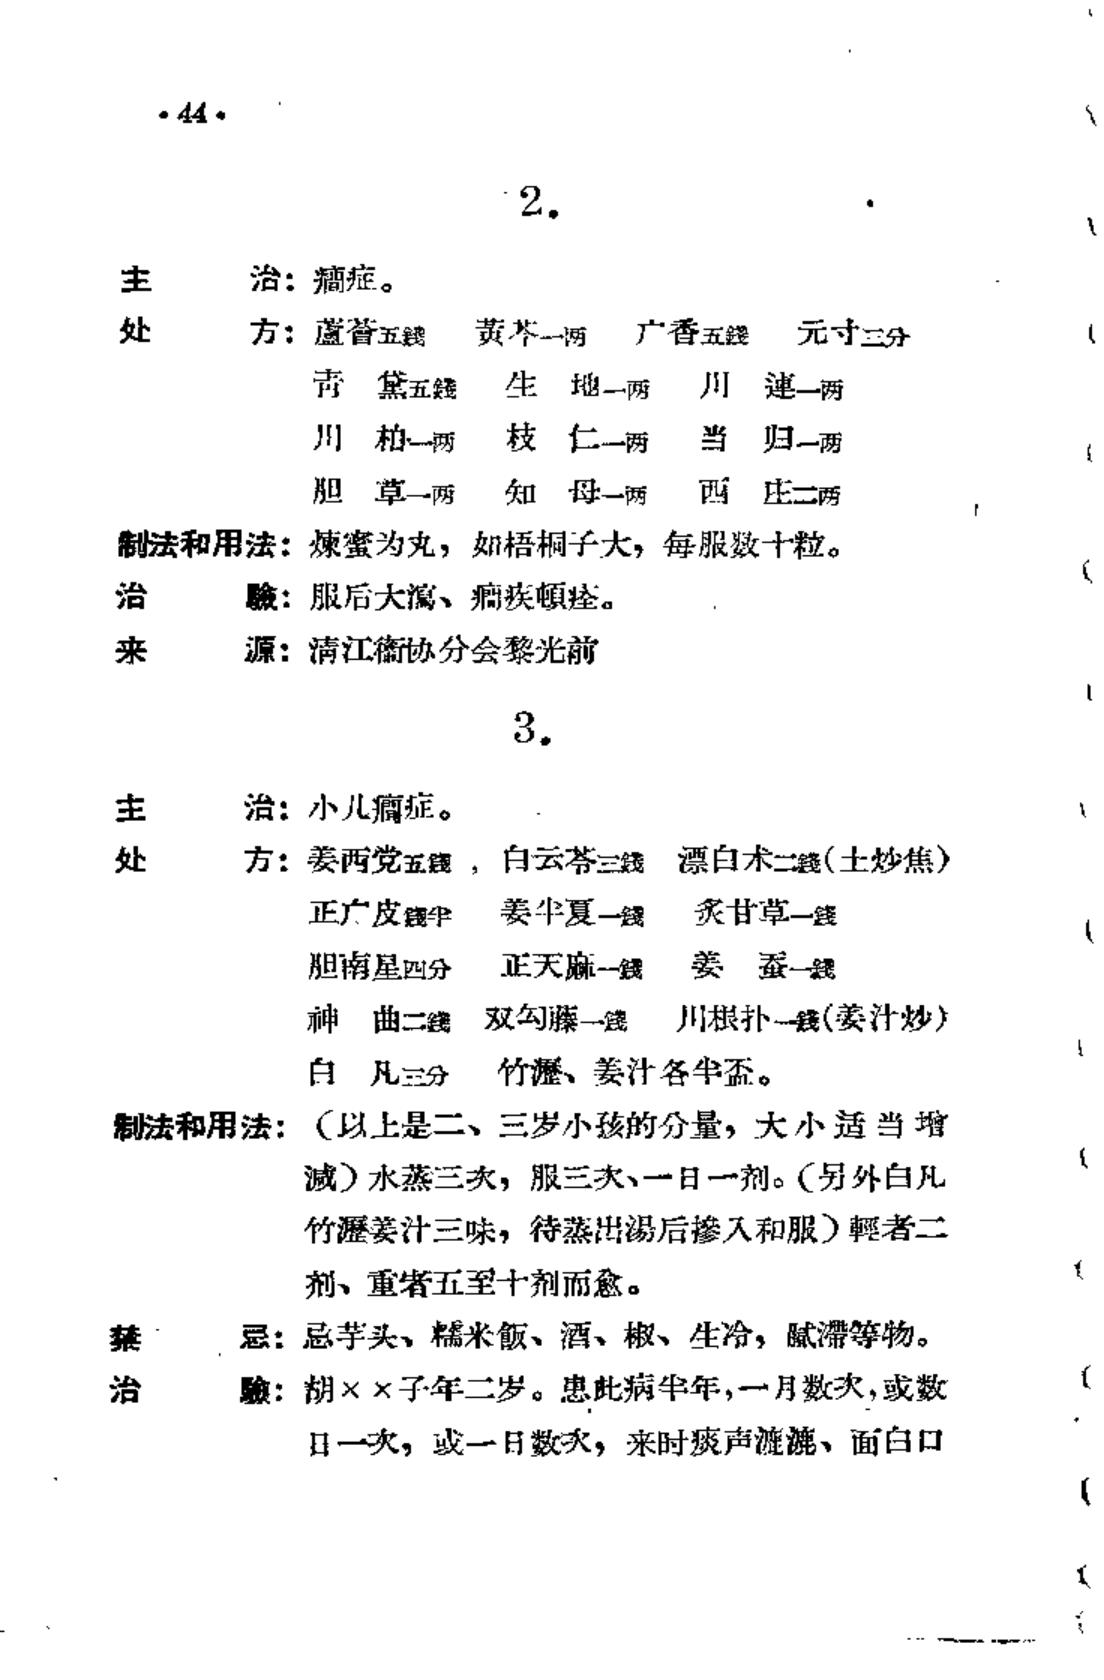 ·44·
2.
主 治：癇症。
处 方：蘆薈五錢 黄芩一两 广香五錢 元寸三分
青 黛五錢 生 地一两 川 連一两
川 柏一两 枝 仁一两 当 归一两
胆 草一两 知 母一两 西 庄二两
制法和用法：煉蜜为丸，如梧桐子大，每服数十粒。
治 驗：服后大瀉、癇疾頓痊。
来 源：清江衞协分会黎光前
3.
主 治：小儿癇症。
处 方：姜西党五錢，白云苓三錢 漂白术二錢(土炒焦)
正广皮錢半 姜半夏一錢 炙甘草一錢
胆南星四分 正天麻一錢 姜 蚕一錢
神 曲二錢 双勾藤一錢 川根扑一錢(姜汁炒)
白 凡三分 竹瀝、姜汁各半盃。
制法和用法：（以上是二、三岁小孩的分量，大小适当增
减）水蒸三次，服三次、一日一剂。（另外白凡
竹瀝姜汁三味，待蒸出湯后摻入和服）輕者二
剂、重者五至十剂而愈。
禁 忌：忌芋头、糯米飯、酒、椒、生冷，膩滯等物。
治 驗：胡××子年二岁。患此病半年，一月数次，或数
日一次，或一日数次，来时痰声漉漉、面白口